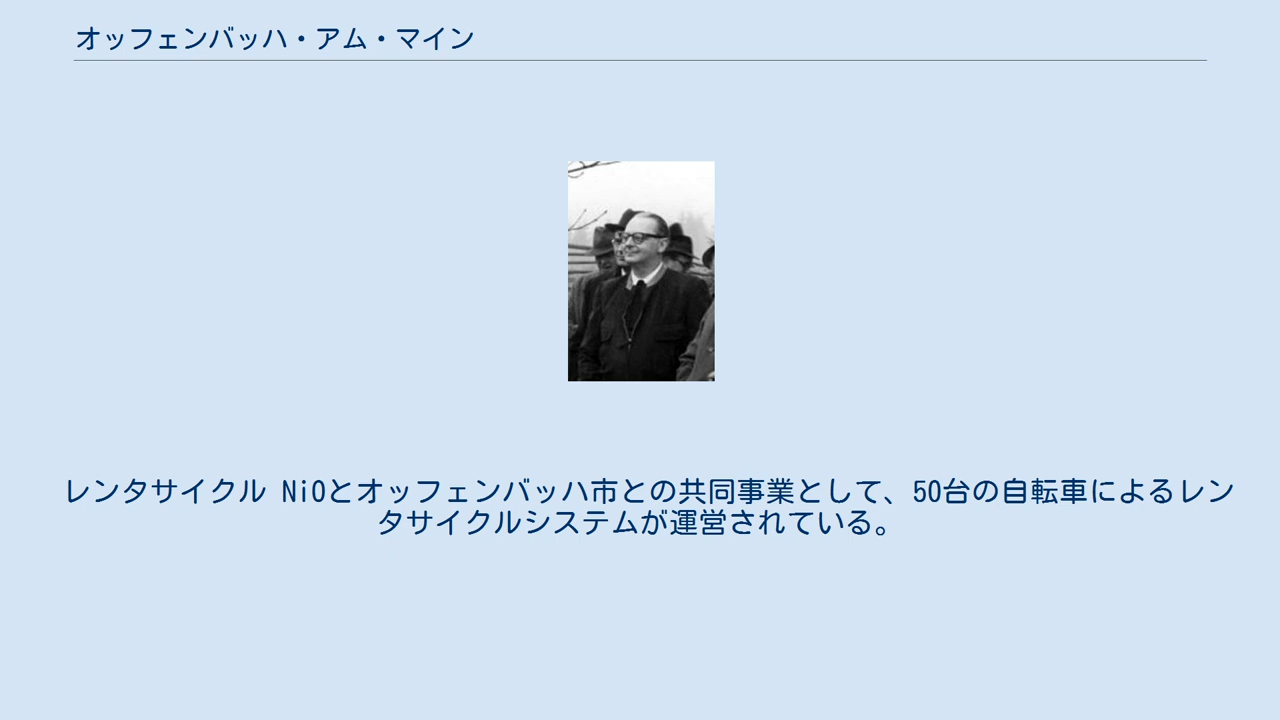 オッフェンバッハ・アム・マイン
レンタサイクル NiOとオッフェンバッハ市との共同事業として、50台の自転車によるレン
タサイクルシステムが運営されている。